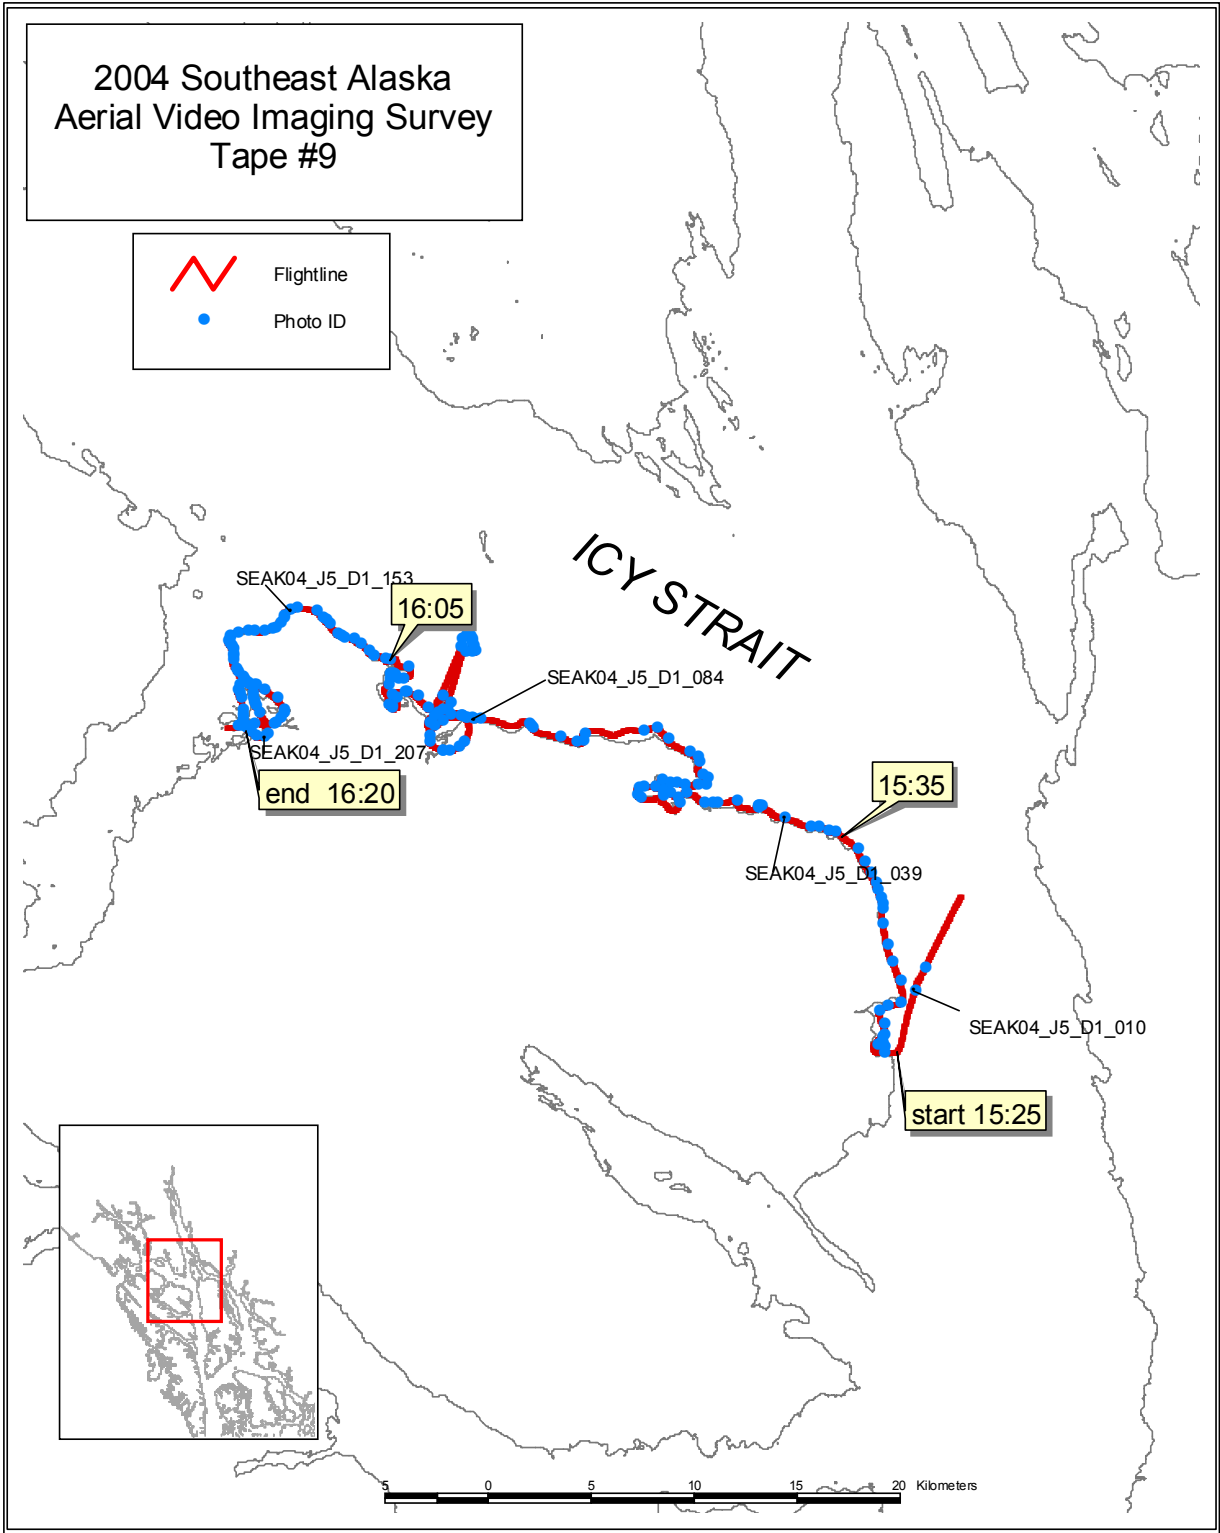 2004 Southeast Alaska
Aerial Video Imaging Survey
Tape #9
Flightline
Photo ID
ICY STRAIT
SEAK04_J5_D1_153
16:05
SEAK04_J5_D1_084
SEAK04_J5_D1_207
end 16:20
15:35
SEAK04_J5_D1_039
SEAK04_J5_D1_010
start 15:25
5 0 5 10 15 20 Kilometers